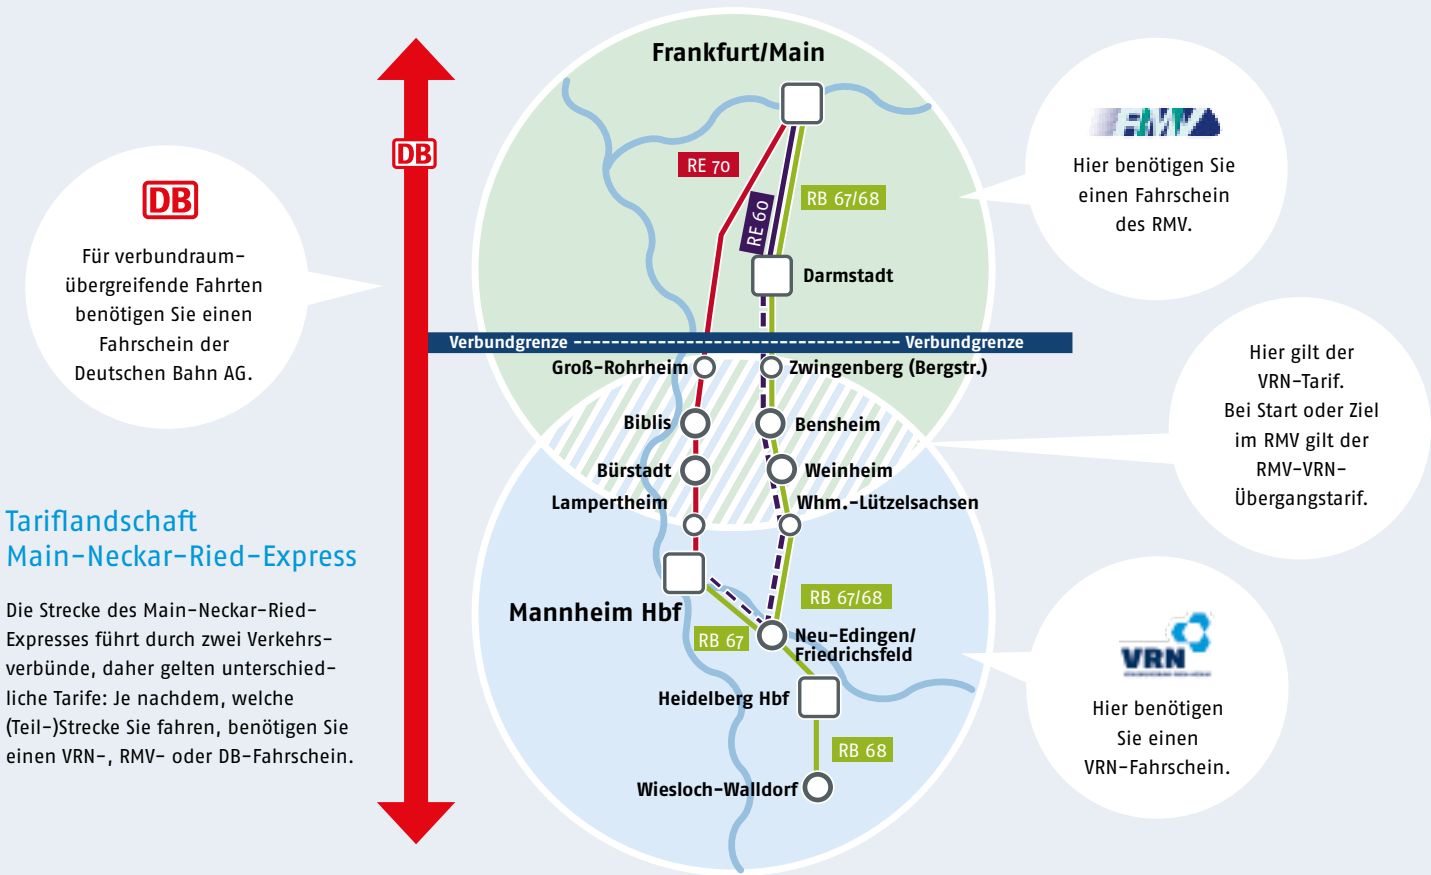 Frankfurt/Main
DB
RE 70
RB 67/68
RE 60
Darmstadt
Verbundgrenze Verbundgrenze
Groß-Rohrheim
Zwingenberg (Bergstr.)
Biblis
Bensheim
Bürstadt
Weinheim
Lampertheim
Whm.-Lützelsachsen
Mannheim Hbf
RB 67/68
RB 67
Neu-Edingen/
Friedrichsfeld
Heidelberg Hbf
RB 68
Wiesloch-Walldorf
DB
Für verbundraum-
übergreifende Fahrten
benötigen Sie einen
Fahrschein der
Deutschen Bahn AG.
RMV
Hier benötigen Sie
einen Fahrschein
des RMV.
Hier gilt der
VRN-Tarif.
Bei Start oder Ziel
im RMV gilt der
RMV-VRN-
Übergangstarif.
VRN
Hier benötigen
Sie einen
VRN-Fahrschein.
Tariflandschaft
Main-Neckar-Ried-Express
Die Strecke des Main-Neckar-Ried-
Expresses führt durch zwei Verkehrs-
verbünde, daher gelten unterschied-
liche Tarife: Je nachdem, welche
(Teil-)Strecke Sie fahren, benötigen Sie
einen VRN-, RMV- oder DB-Fahrschein.